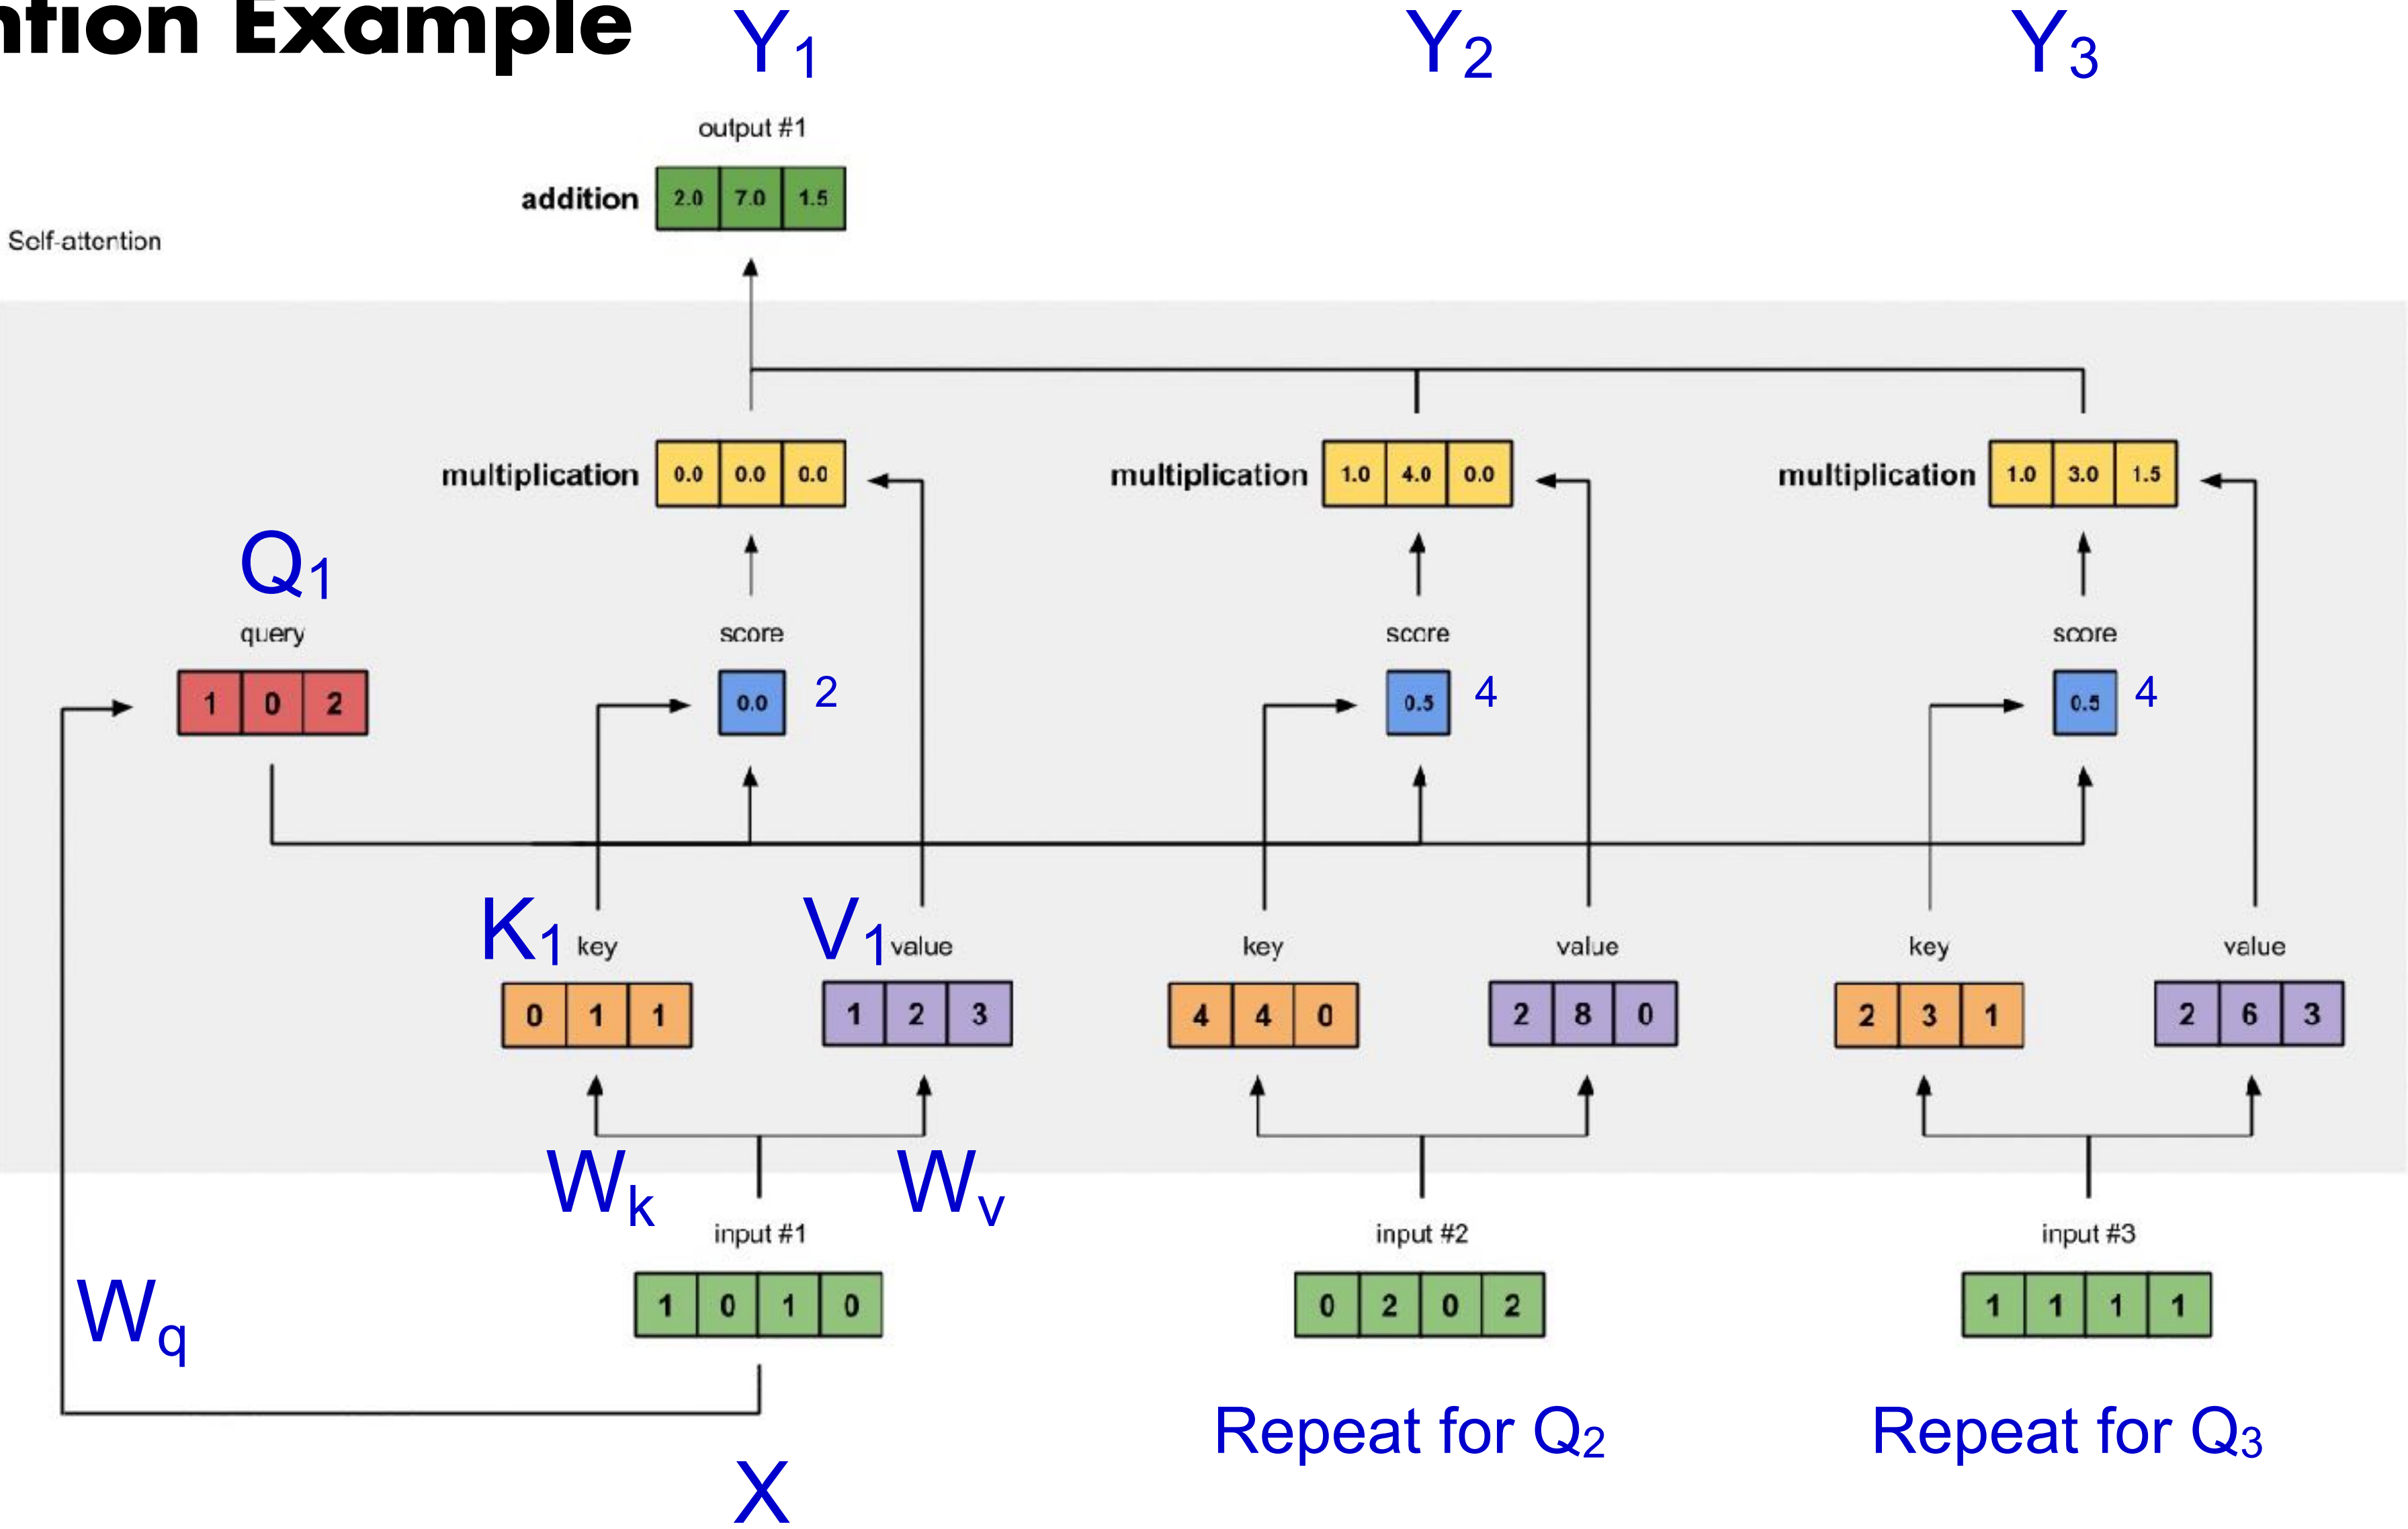 ntion Example
Y1 Y2 Y3
output #1
addition 2.0 7.0 1.5
Self-attention
multiplication 0.0 0.0 0.0 multiplication 1.0 4.0 0.0 multiplication 1.0 3.0 1.5
Q1
query score score score
1 0 2 0.0 2 0.5 4 0.5 4
K1 key V1 value key value key value
0 1 1 1 2 3 4 4 0 2 8 0 2 3 1 2 6 3
Wk Wv
input #1 input #2 input #3
Wq 1 0 1 0 0 2 0 2 1 1 1 1
Repeat for Q2 Repeat for Q3
X